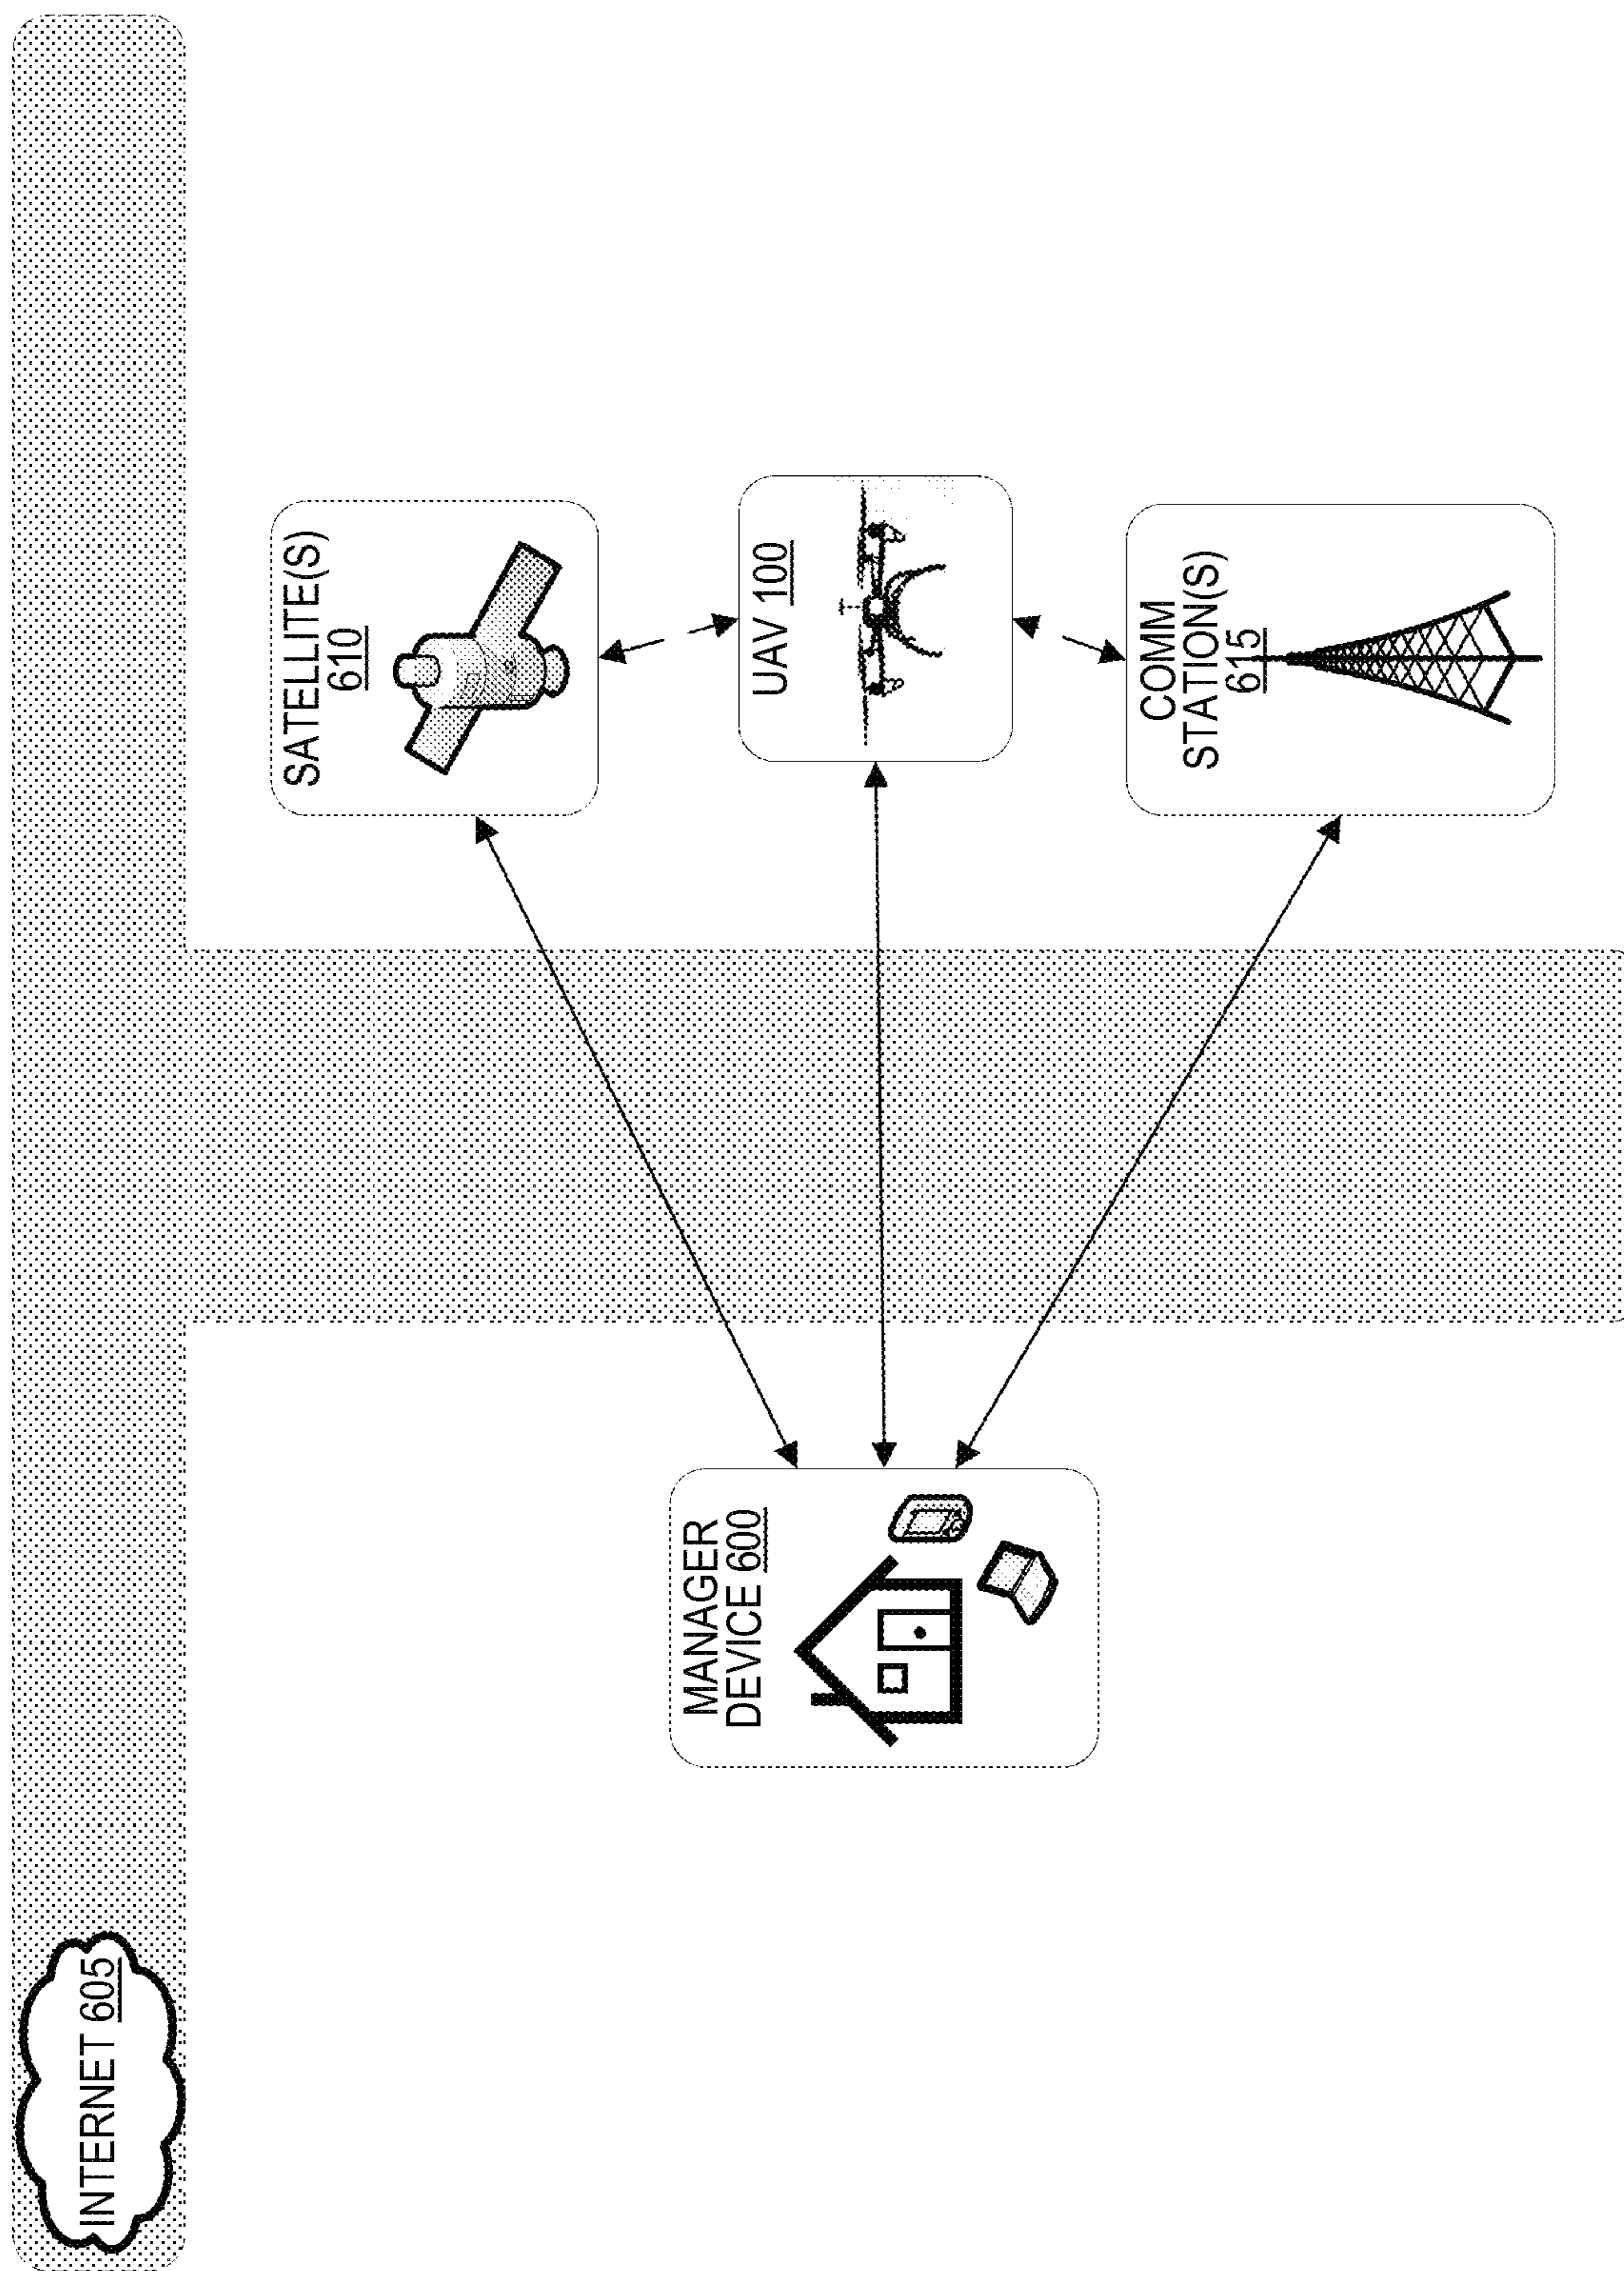 INTERNET 605
SATELLITE(S)
610
MANAGER
DEVICE 600
UAV 100
COMM
STATION(S)
615